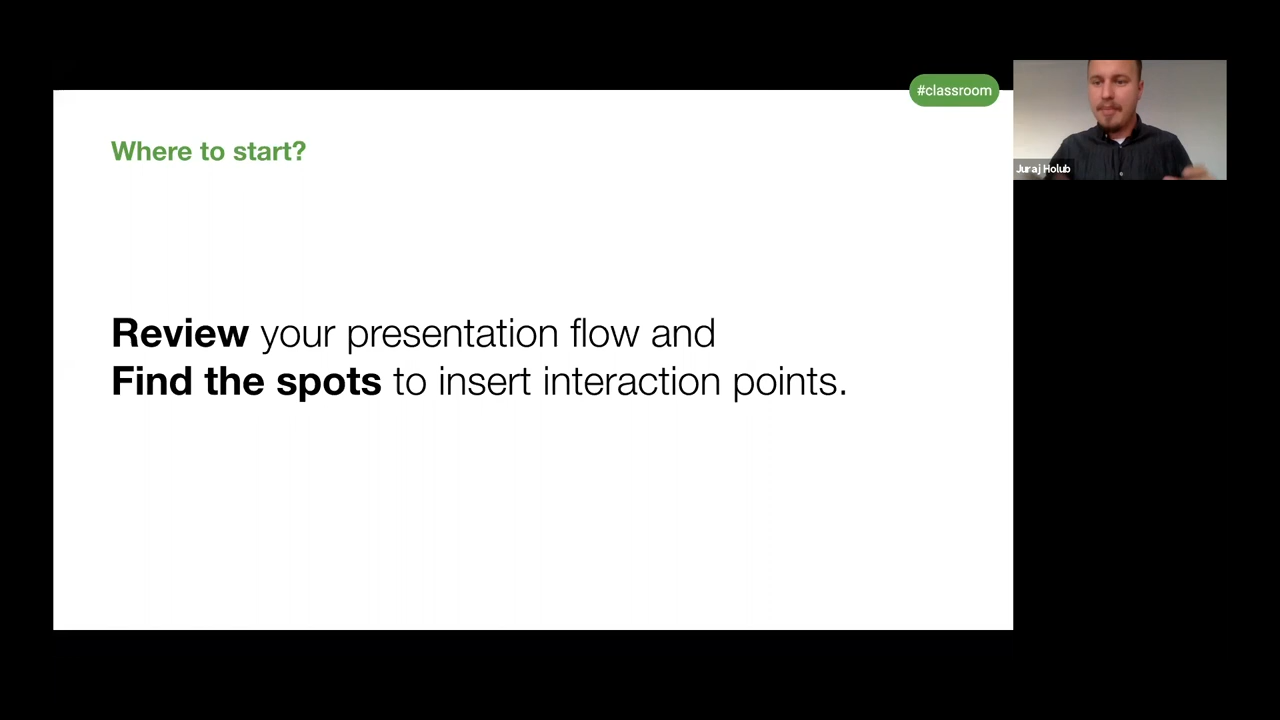 #classroom
Where to start?
Juraj Holub
Review your presentation flow and
Find the spots to insert interaction points.